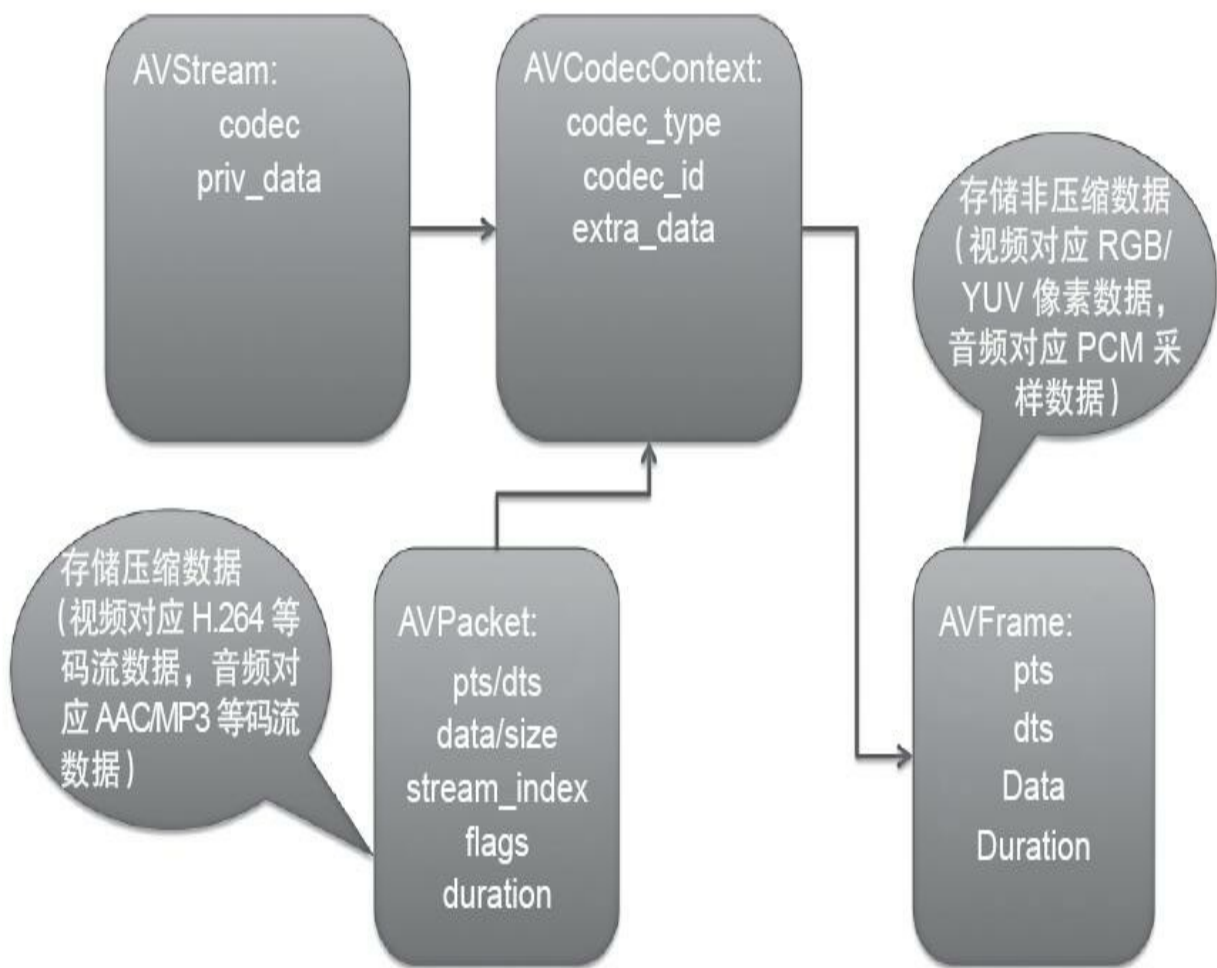 AVStream:
codec
priv_data
AVCodecContext:
codec_type
codec_id
extra_data
存储非压缩数据
（视频对应 RGB/
YUV 像素数据，
音频对应 PCM 采
样数据）
存储压缩数据
（视频对应 H.264 等
码流数据，音频对
应 AAC/MP3 等码流
数据）
AVPacket:
pts/dts
data/size
stream_index
flags
duration
AVFrame:
pts
dts
Data
Duration